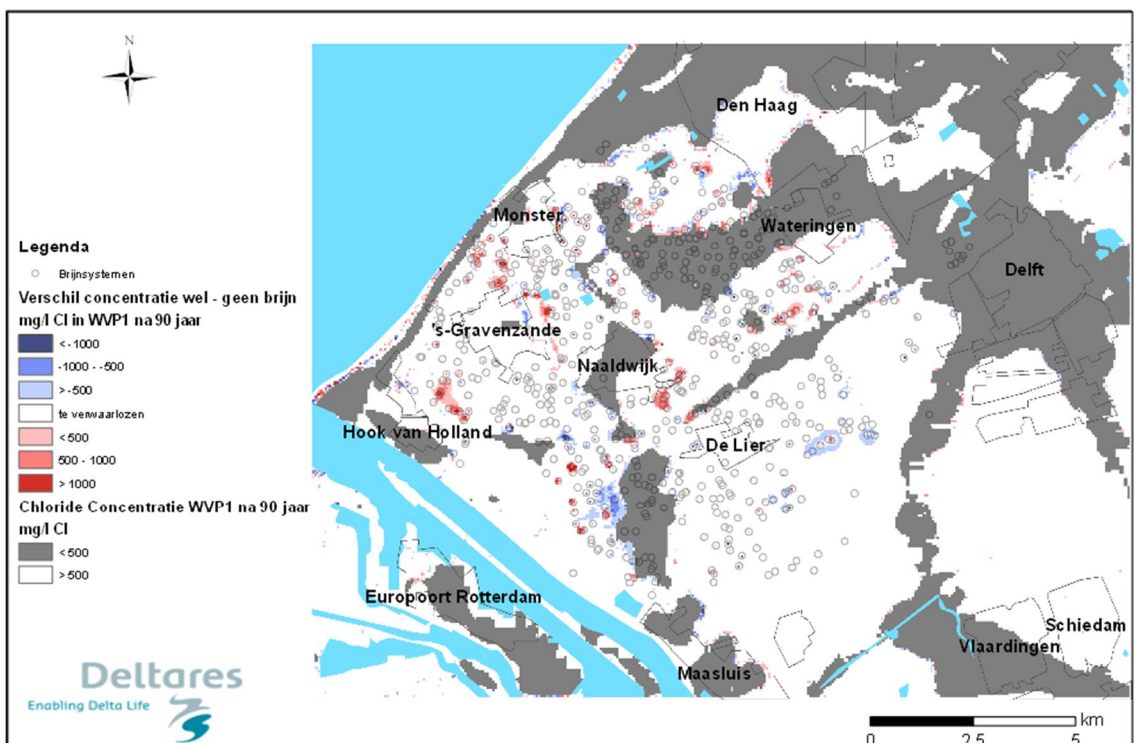 N
Legenda
Brijnsystemen
Verschil concentratie wel - geen brijn
mg/l Cl in WVP1 na 90 jaar
<-1000
-1000 - -500
>-500
te verwaarlozen
<500
500 - 1000
> 1000
Chloride Concentratie WVP1 na 90 jaar
mg/l Cl
<500
> 500
Deltares
Enabling Delta Life
Den Haag
Monster
Wateringen
Delft
's-Gravenzande
Naaldwijk
Hoek van Holland
De Lier
Europoort Rotterdam
Schiedam
Vlaardingen
Maasluis
km
0 2,5 5